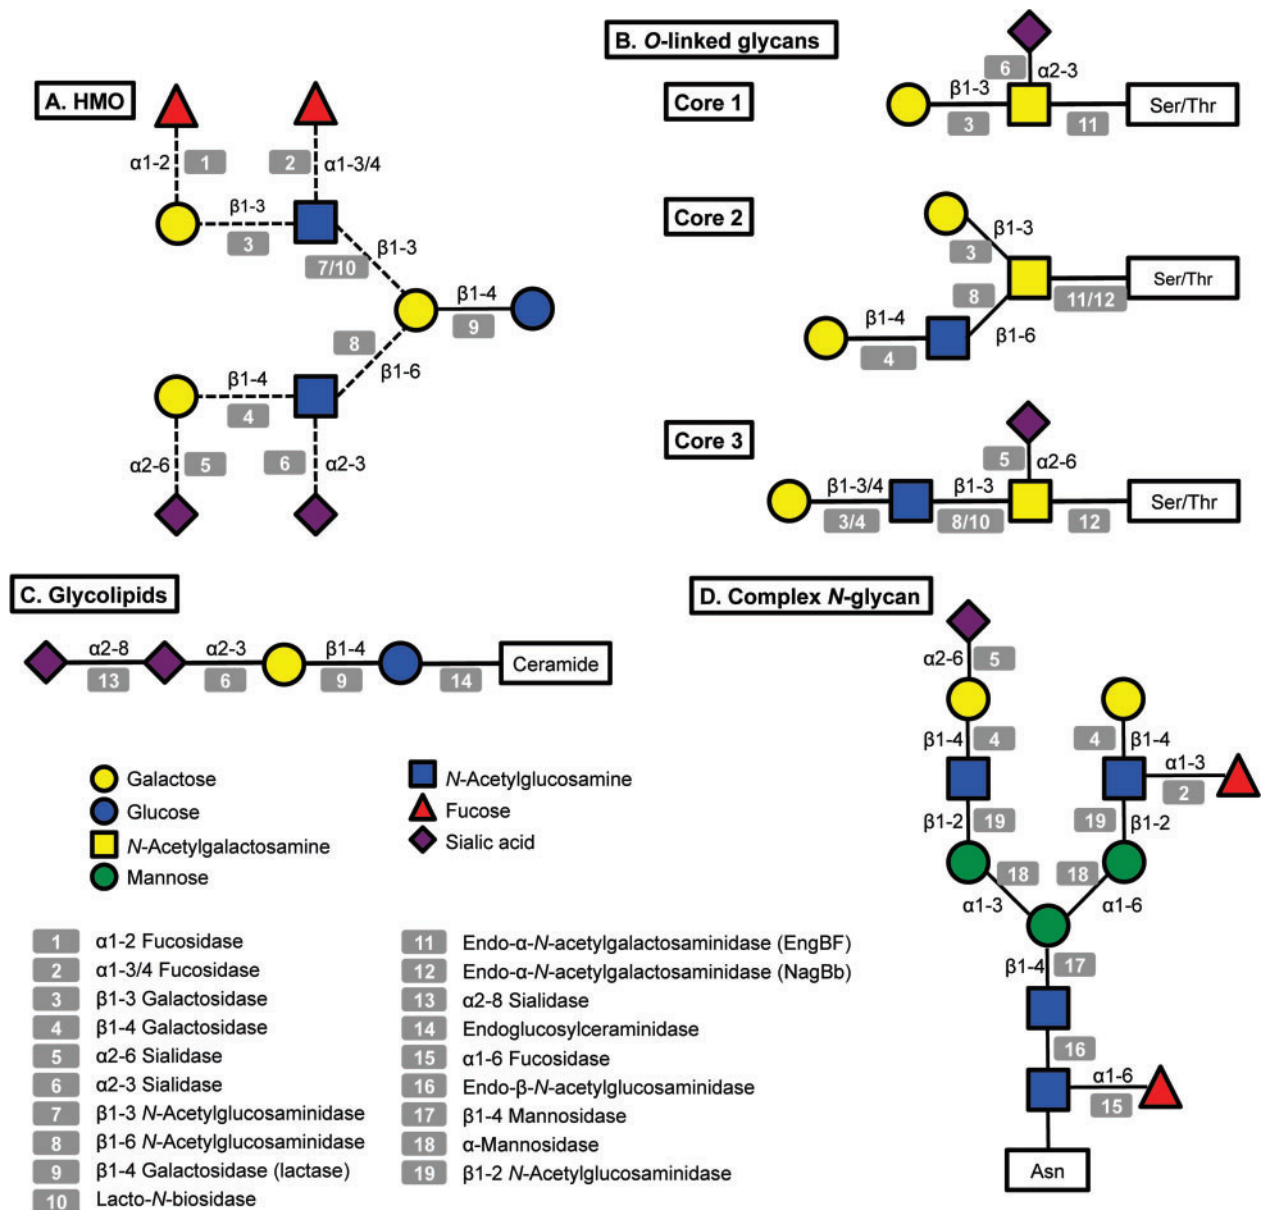 A. HMO
α1-2
1
2
α1-3/4
β1-3
3
7/10
β1-3
β1-4
9
8
β1-6
β1-4
4
α2-6
5
6
α2-3
B. O-linked glycans
Core 1
6
α2-3
β1-3
3
11
Ser/Thr
Core 2
β1-3
3
8
11/12
Ser/Thr
β1-4
4
β1-6
Core 3
5
α2-6
β1-3/4
3/4
β1-3
8/10
12
Ser/Thr
C. Glycolipids
α2-8
13
α2-3
6
β1-4
9
14
Ceramide
D. Complex N-glycan
α2-6
5
β1-4
4
4
β1-4
α1-3
2
β1-2
19
19
β1-2
18
18
α1-3
α1-6
β1-4
17
16
α1-6
15
Asn
Galactose
Glucose
N-Acetylgalactosamine
Mannose
N-Acetylglucosamine
Fucose
Sialic acid
1 α1-2 Fucosidase
2 α1-3/4 Fucosidase
3 β1-3 Galactosidase
4 β1-4 Galactosidase
5 α2-6 Sialidase
6 α2-3 Sialidase
7 β1-3 N-Acetylglucosaminidase
8 β1-6 N-Acetylglucosaminidase
9 β1-4 Galactosidase (lactase)
10 Lacto-N-biosidase
11 Endo-α-N-acetylgalactosaminidase (EngBF)
12 Endo-α-N-acetylgalactosaminidase (NagBb)
13 α2-8 Sialidase
14 Endoglucosylceraminidase
15 α1-6 Fucosidase
16 Endo-β-N-acetylglucosaminidase
17 β1-4 Mannosidase
18 α-Mannosidase
19 β1-2 N-Acetylglucosaminidase